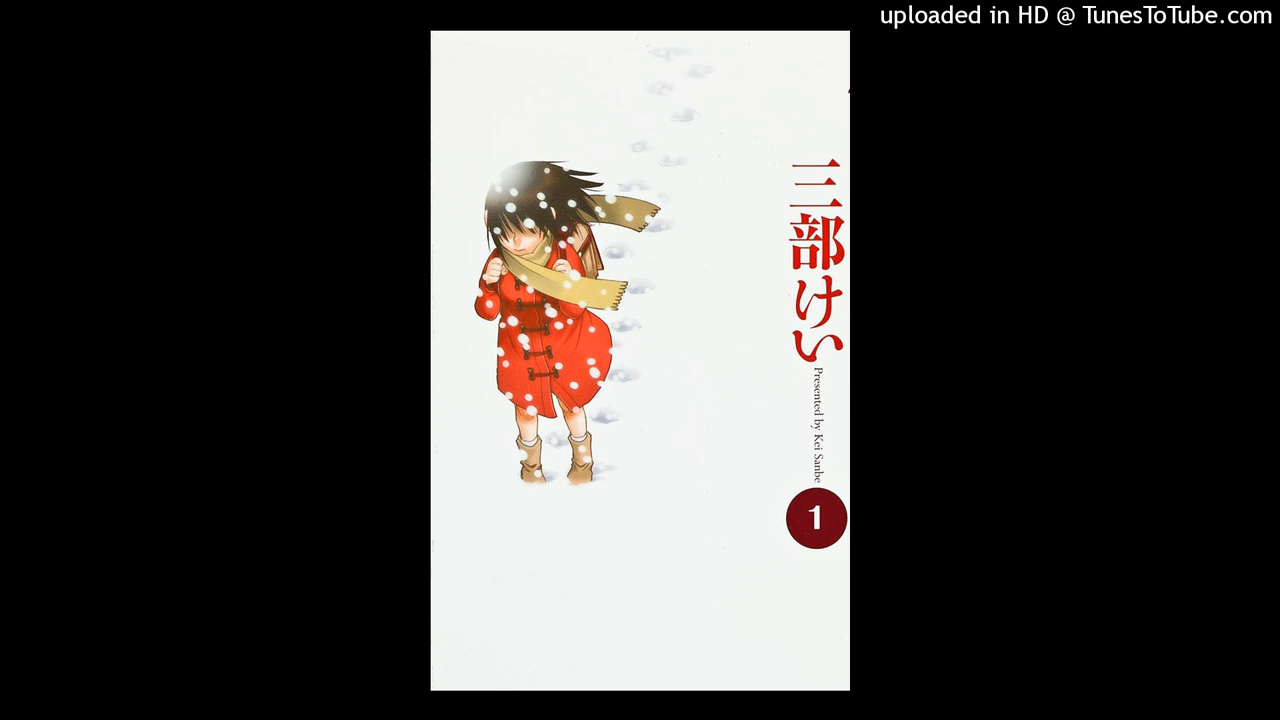 uploaded in HD @ TunesToTube.com
三部けい
Presented by Kei Sanbe
1